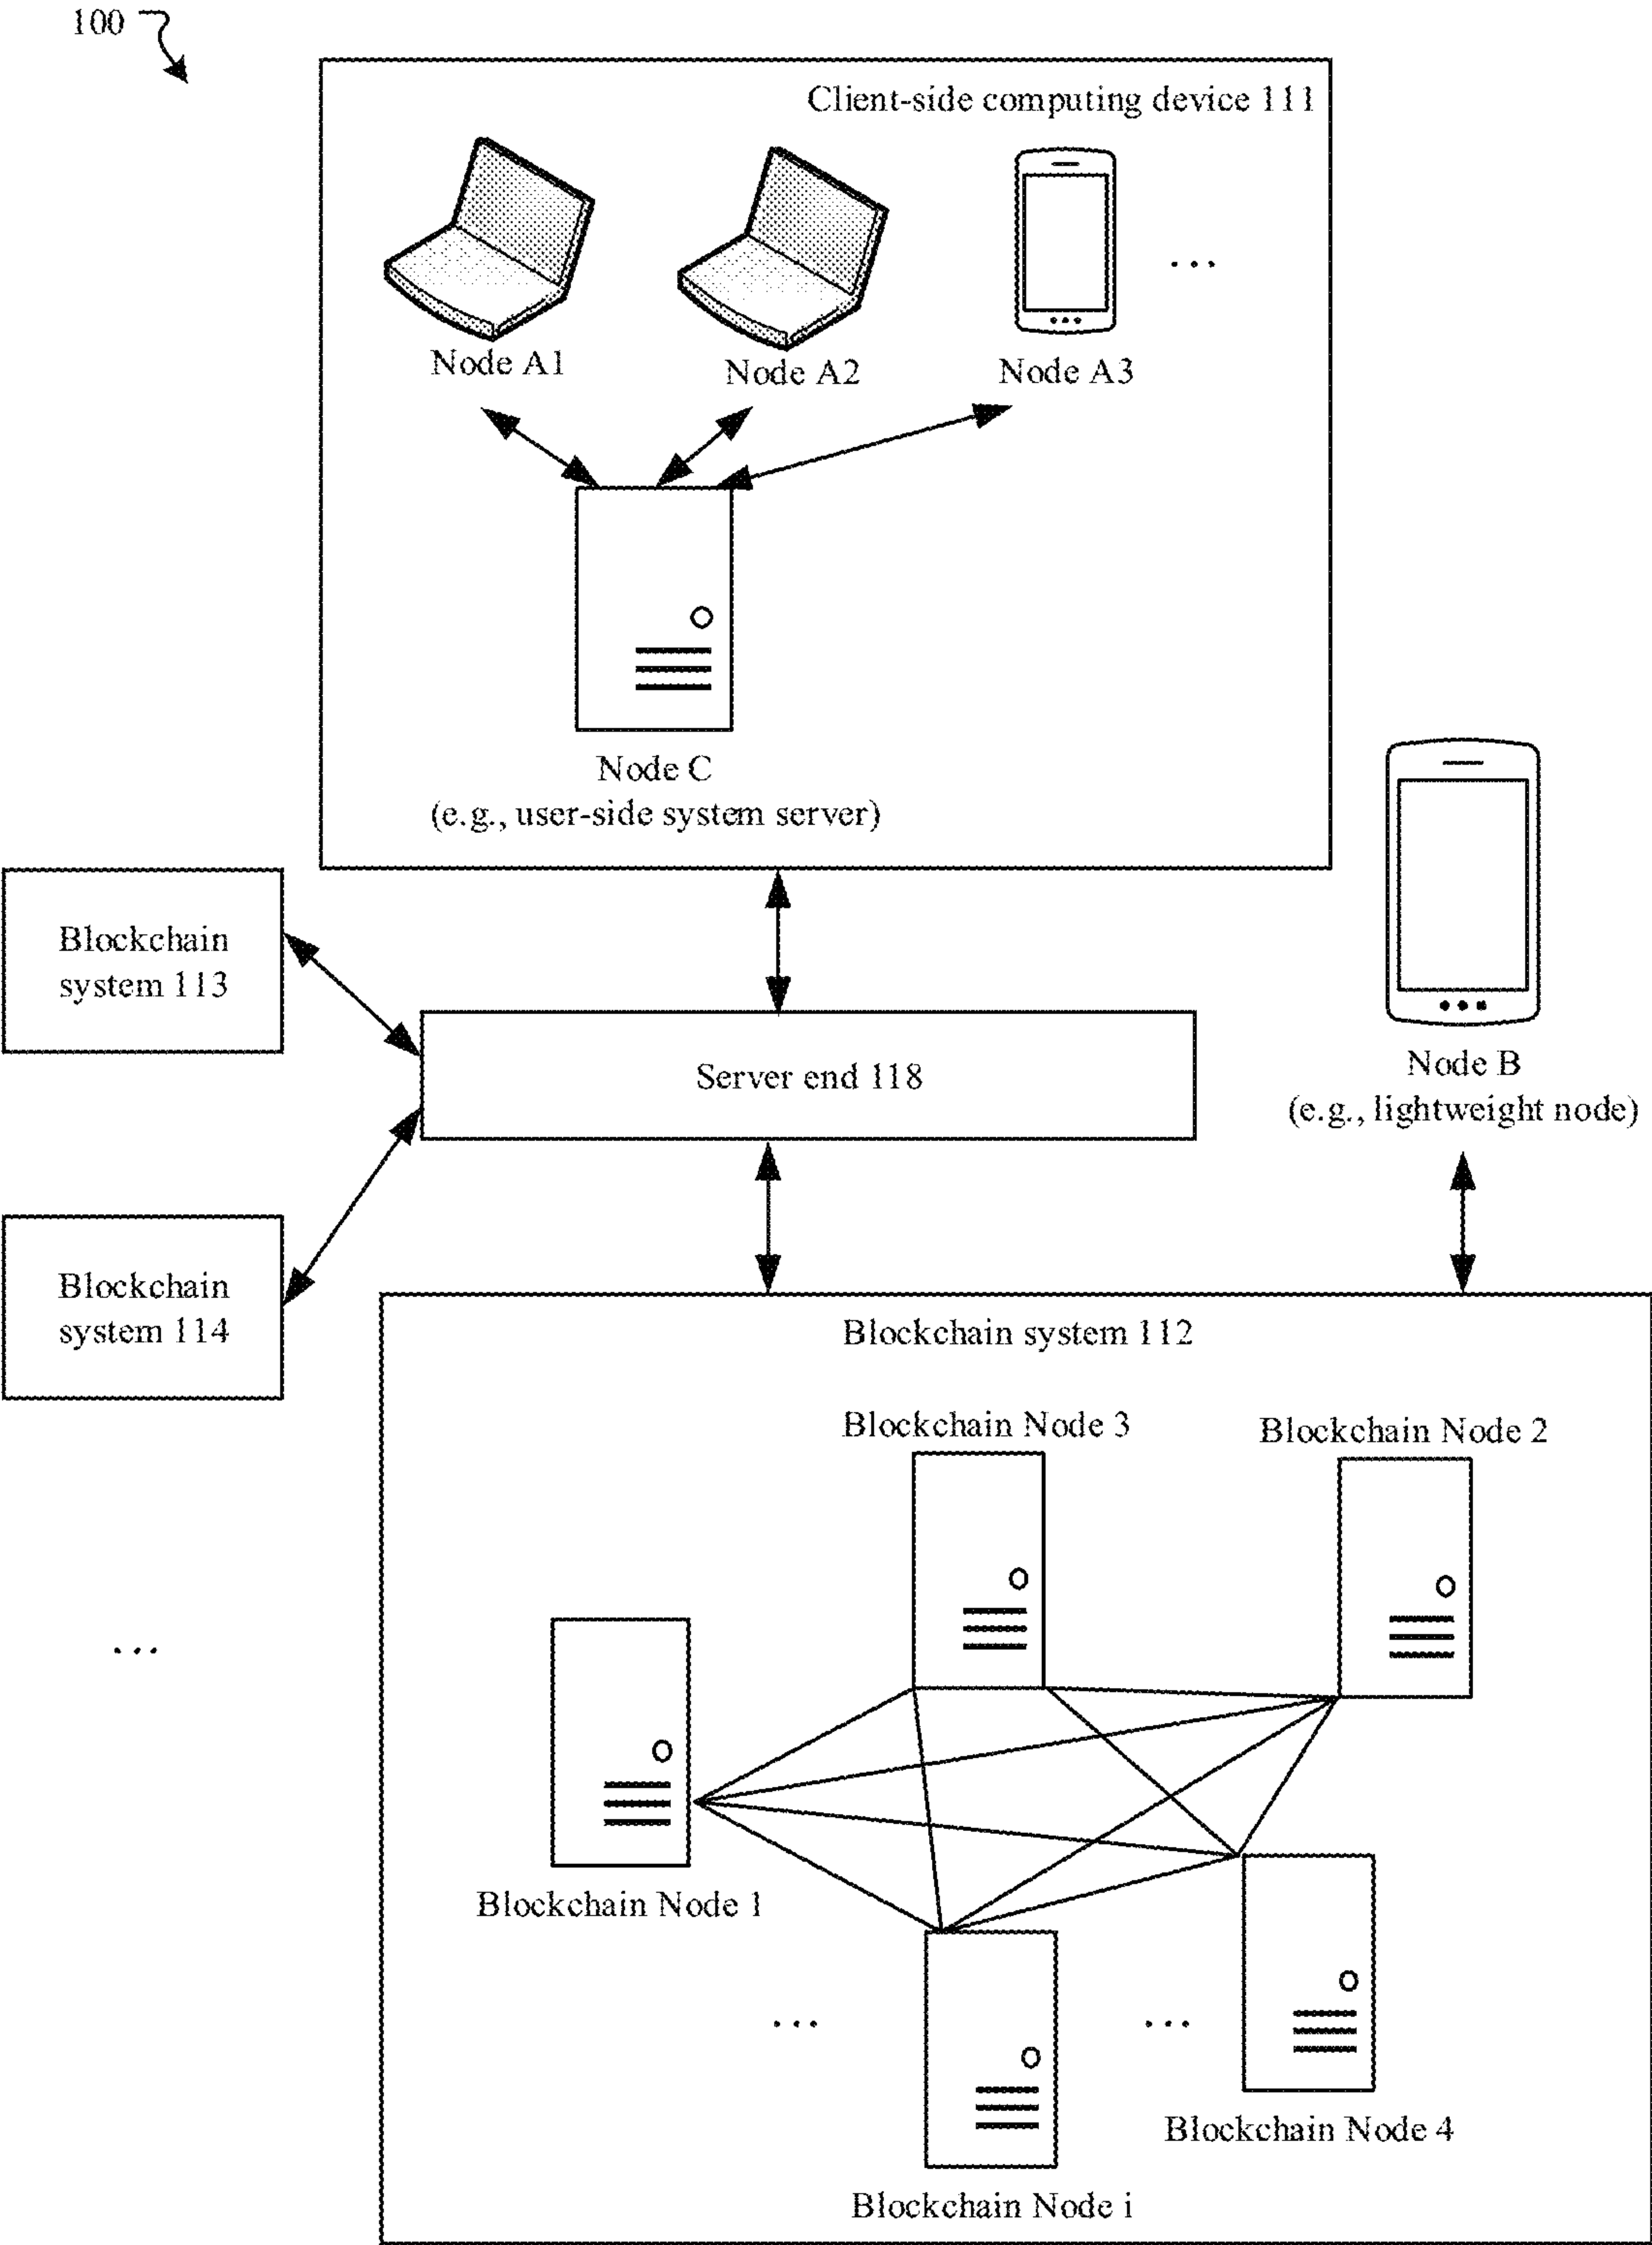 100
Client-side computing device 111
...
Node A1
Node A2
Node A3
Node C
(e.g., user-side system server)
Blockchain
system 113
Server end 118
Node B
(e.g., lightweight node)
Blockchain
system 114
Blockchain system 112
Blockchain Node 3
Blockchain Node 2
...
Blockchain Node 1
...
...
Blockchain Node 4
Blockchain Node i